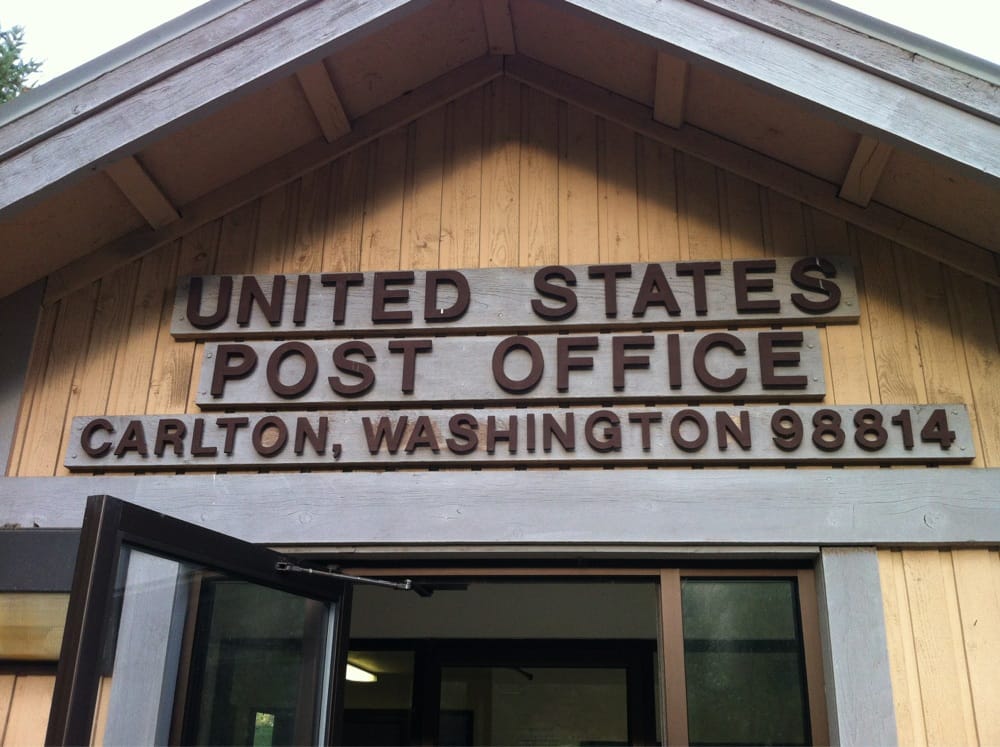 UNITED STATES
POST OFFICE
CARLTON, WASHINGTON 98814